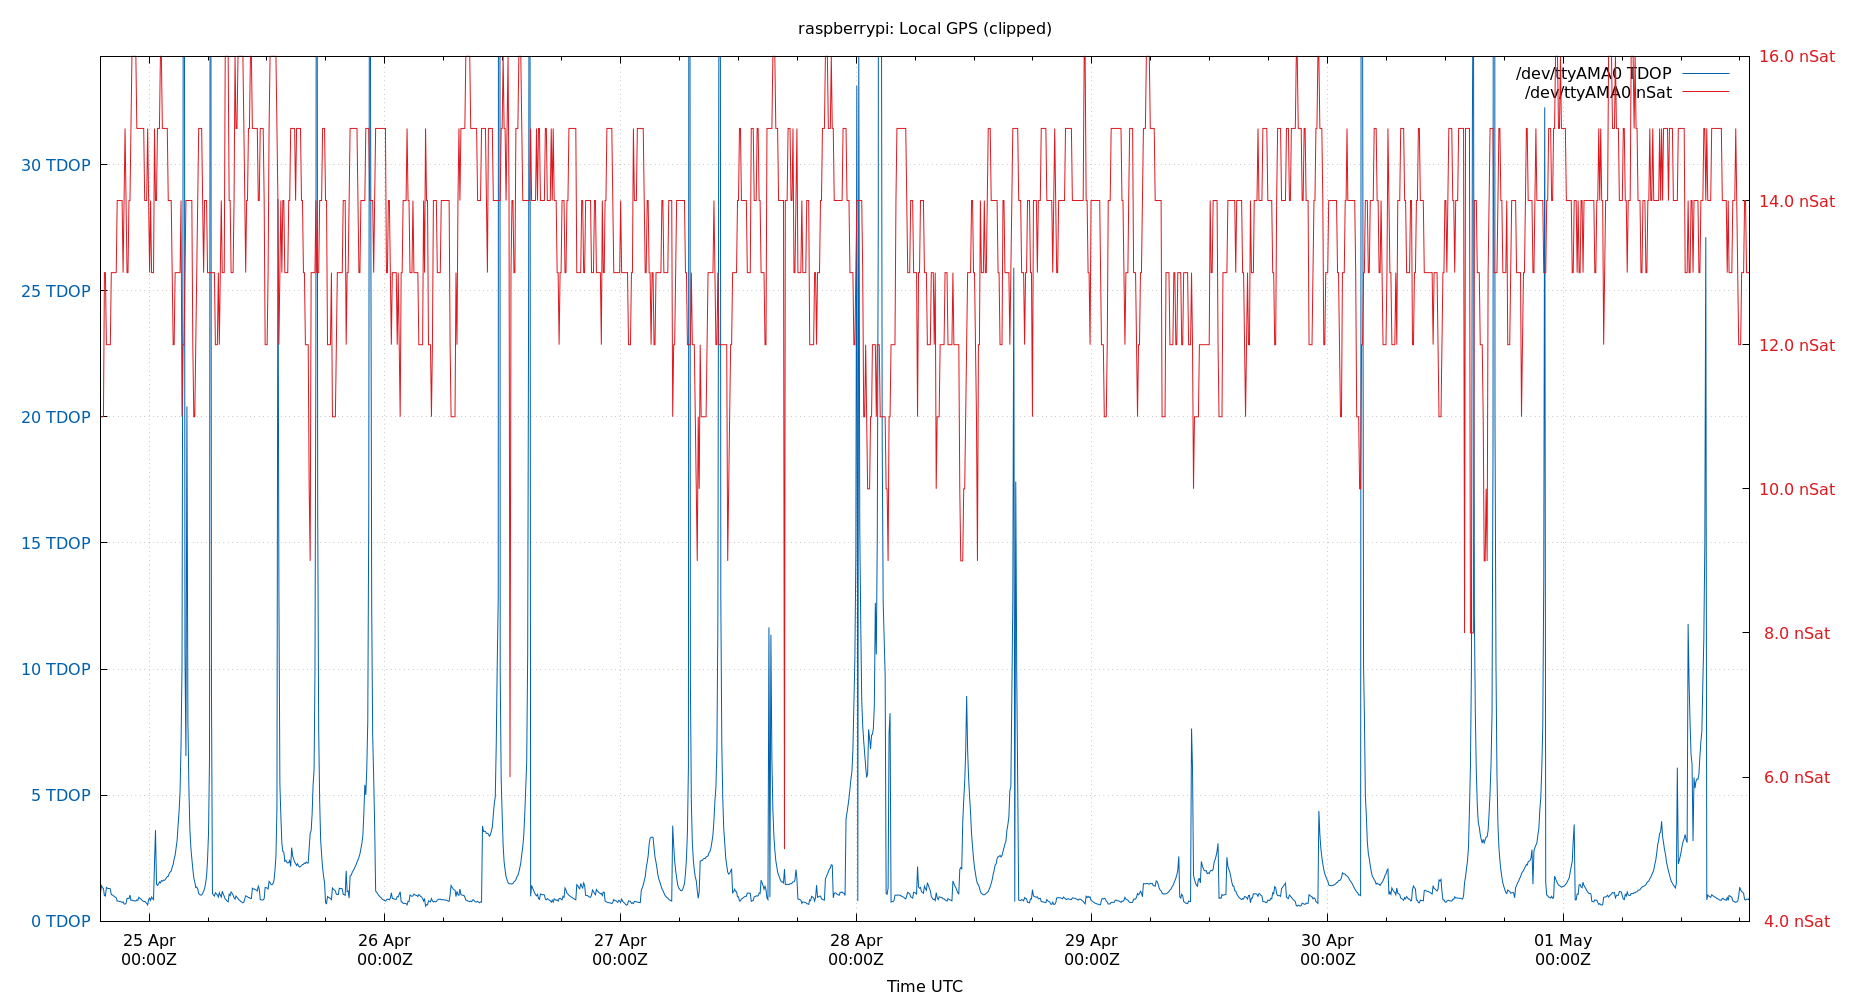 raspberrypi: Local GPS (clipped)
/dev/ttyAMA0 TDOP
/dev/ttyAMA0 nSat
30 TDOP
25 TDOP
20 TDOP
15 TDOP
10 TDOP
5 TDOP
0 TDOP
16.0 nSat
14.0 nSat
12.0 nSat
10.0 nSat
8.0 nSat
6.0 nSat
4.0 nSat
25 Apr
00:00Z
26 Apr
00:00Z
27 Apr
00:00Z
28 Apr
00:00Z
29 Apr
00:00Z
30 Apr
00:00Z
01 May
00:00Z
Time UTC